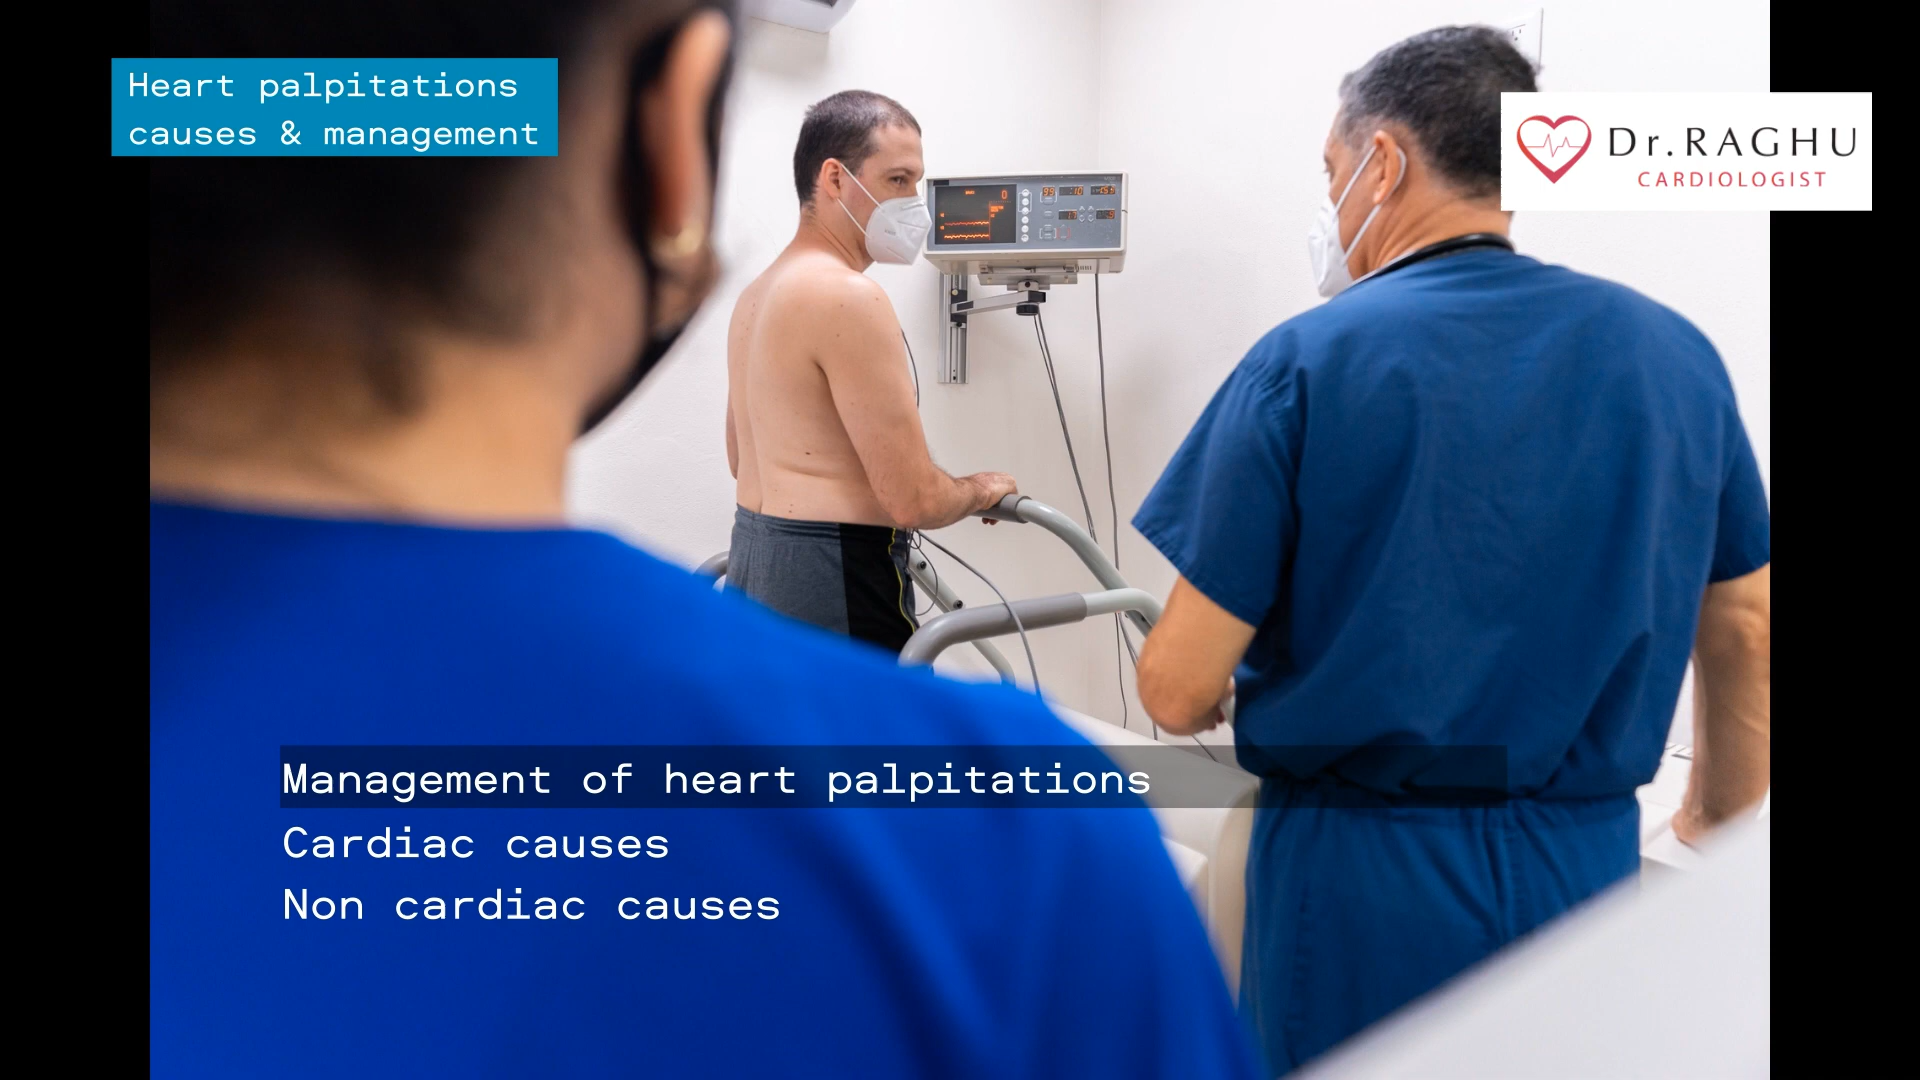 Heart palpitations
causes & management
Dr.RAGHU
CARDIOLOGIST
Management of heart palpitations
Cardiac causes
Non cardiac causes